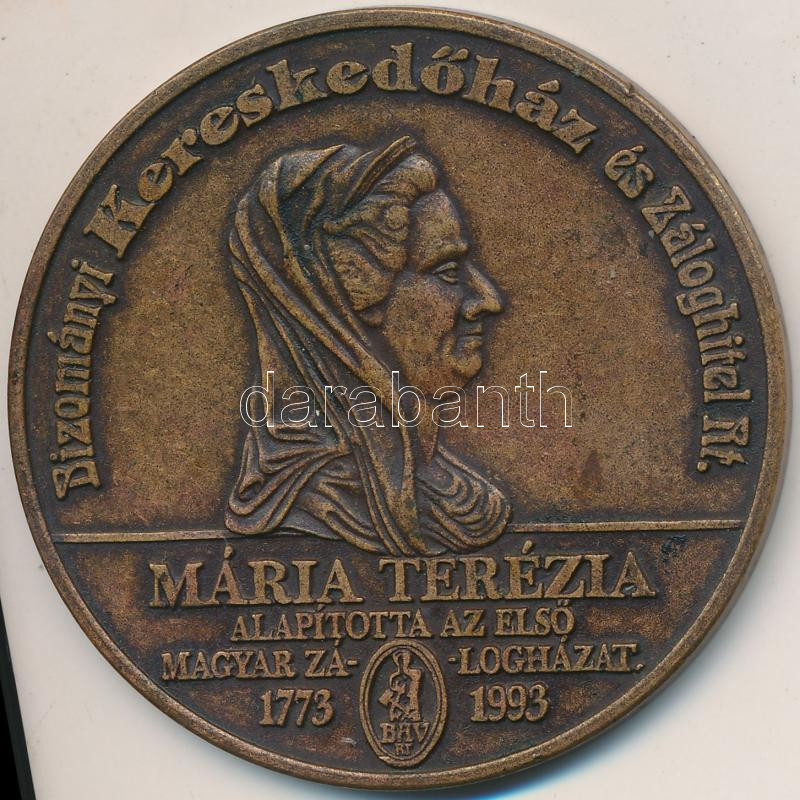 Bizományi Kereskedőház és Záloghitel Rt.
darabanth
MÁRIA TERÉZIA
ALAPÍTOTTA AZ ELSŐ
MAGYAR ZÁ- -LOGHÁZAT.
1773 1993
BÁV
RT